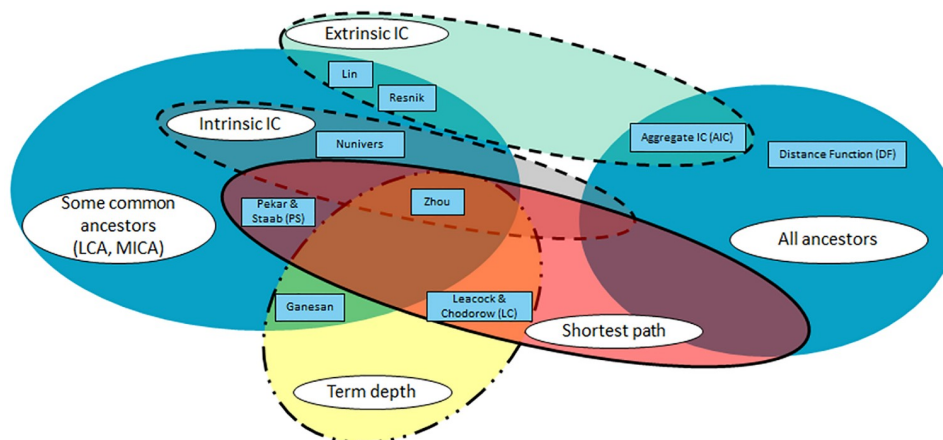 Extrinsic IC
Lin
Resnik
Intrinsic IC
Nunivers
Aggregate IC (AIC)
Distance Function (DF)
Pekar &
Staab (PS)
Zhou
Some common
ancestors
(LCA, MICA)
All ancestors
Ganesan
Leacock &
Chodorow (LC)
Shortest path
Term depth